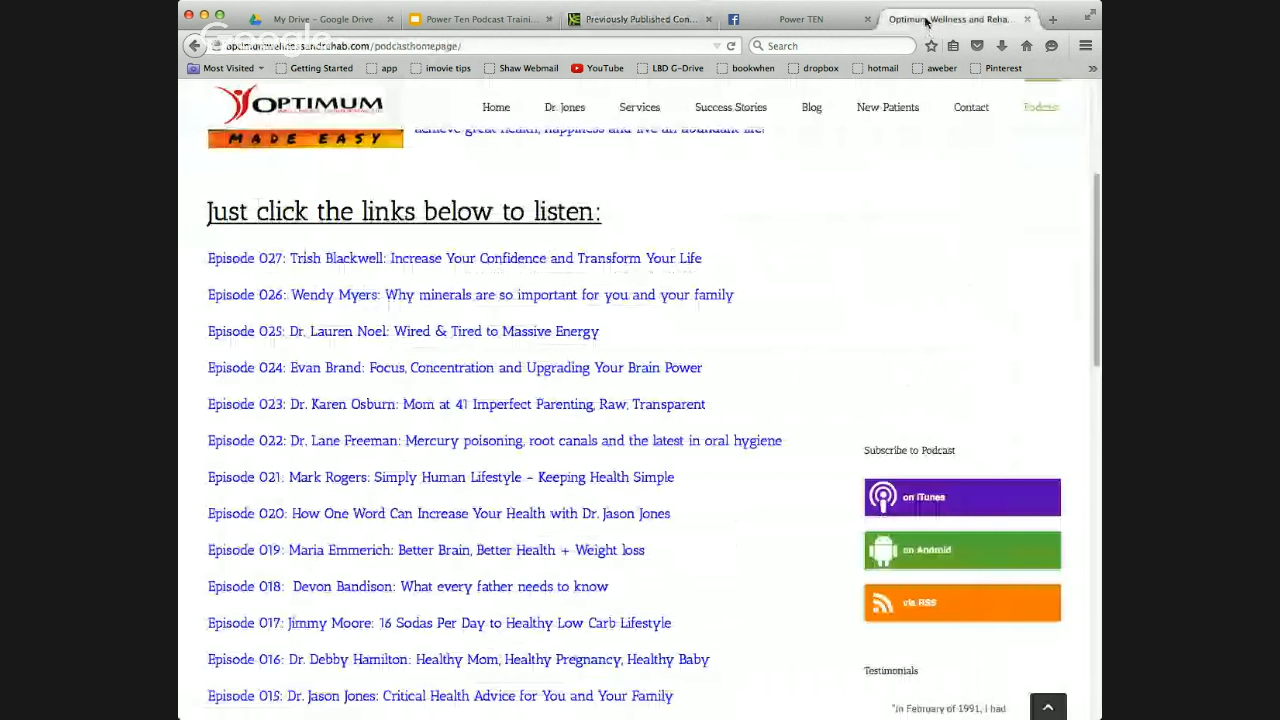 My Drive – Google Drive
Power Ten Podcast Traini...
Previously Published Con...
Power TEN
Optimum Wellness and Reha...
Google
optimumwellnessandrehab.com/podcasthomepage/
Search
Most Visited
Getting Started
app
imovie tips
Shaw Webmail
YouTube
LBD G-Drive
bookwhen
dropbox
hotmail
aweber
Pinterest
OPTIMUM
Home
Dr. Jones
Services
Success Stories
Blog
New Patients
Contact
Podcast
achieve great health, happiness and live an abundant life!
MADE EASY
Just click the links below to listen:
Episode 027: Trish Blackwell: Increase Your Confidence and Transform Your Life
Episode 026: Wendy Myers: Why minerals are so important for you and your family
Episode 025: Dr. Lauren Noel: Wired & Tired to Massive Energy
Episode 024: Evan Brand: Focus, Concentration and Upgrading Your Brain Power
Episode 023: Dr. Karen Osburn: Mom at 41 Imperfect Parenting, Raw, Transparent
Episode 022: Dr. Lane Freeman: Mercury poisoning, root canals and the latest in oral hygiene
Episode 021: Mark Rogers: Simply Human Lifestyle – Keeping Health Simple
Episode 020: How One Word Can Increase Your Health with Dr. Jason Jones
Episode 019: Maria Emmerich: Better Brain, Better Health + Weight loss
Episode 018: Devon Bandison: What every father needs to know
Episode 017: Jimmy Moore: 16 Sodas Per Day to Healthy Low Carb Lifestyle
Episode 016: Dr. Debby Hamilton: Healthy Mom, Healthy Pregnancy, Healthy Baby
Episode 015: Dr. Jason Jones: Critical Health Advice for You and Your Family
Subscribe to Podcast
on iTunes
on Android
via RSS
Testimonials
"In February of 1991, I had